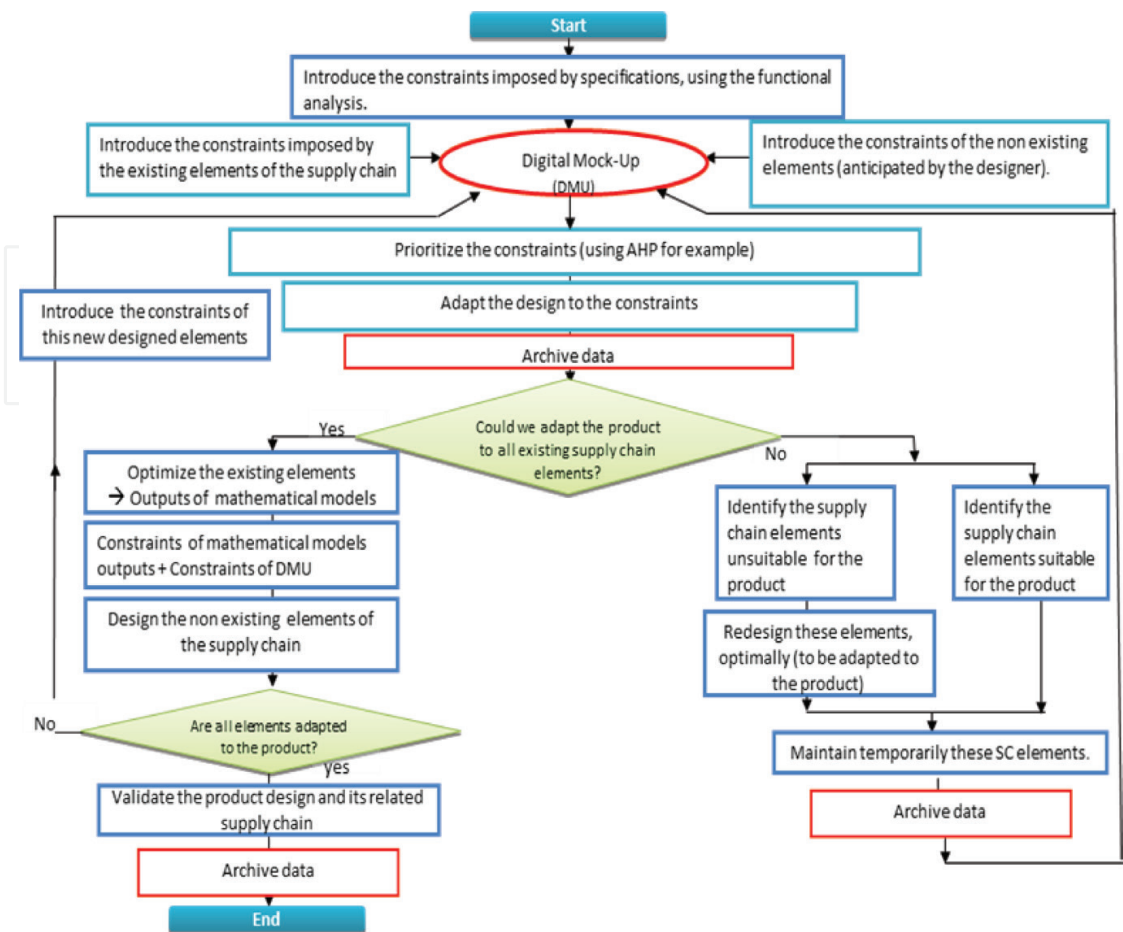 Start
Introduce the constraints imposed by specifications, using the functional
analysis.
Introduce the constraints imposed by
the existing elements of the supply chain
Digital Mock-Up
(DMU)
Introduce the constraints of the non existing
elements (anticipated by the designer).
Prioritize the constraints (using AHP for example)
Adapt the design to the constraints
Introduce the constraints of
this new designed elements
Archive data
Could we adapt the product
to all existing supply chain
elements?
Yes
No
Optimize the existing elements
→ Outputs of mathematical models
Constraints of mathematical models
outputs + Constraints of DMU
Design the non existing elements of
the supply chain
Identify the supply
chain elements
unsuitable for the
product
Identify the
supply chain
elements suitable
for the product
Redesign these elements,
optimally (to be adapted to
the product)
No
Are all elements adapted
to the product?
yes
Maintain temporarily these SC elements.
Validate the product design and its related
supply chain
Archive data
Archive data
End